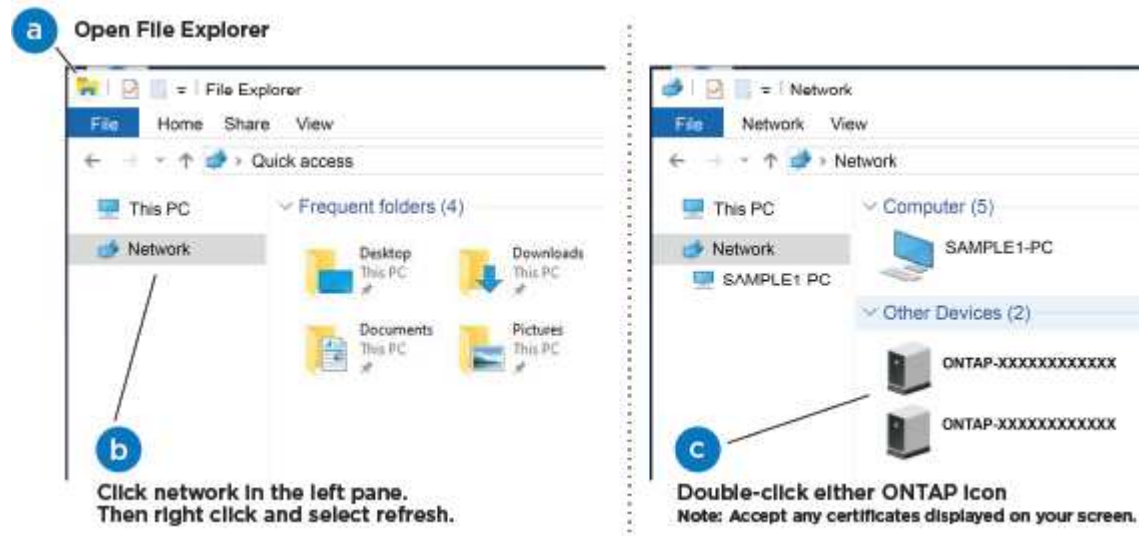 a Open File Explorer
File Explorer
File Home Share View
Quick access
This PC
Network
Frequent folders (4)
Desktop
This PC
Downloads
This PC
Documents
This PC
Pictures
This PC
b
Click network in the left pane.
Then right click and select refresh.
Network
File Network View
Network
This PC
Network
SAMPLE1 PC
Computer (5)
SAMPLE1-PC
Other Devices (2)
ONTAP-XXXXXXXXXXXX
ONTAP-XXXXXXXXXXXX
c
Double-click either ONTAP icon
Note: Accept any certificates displayed on your screen.